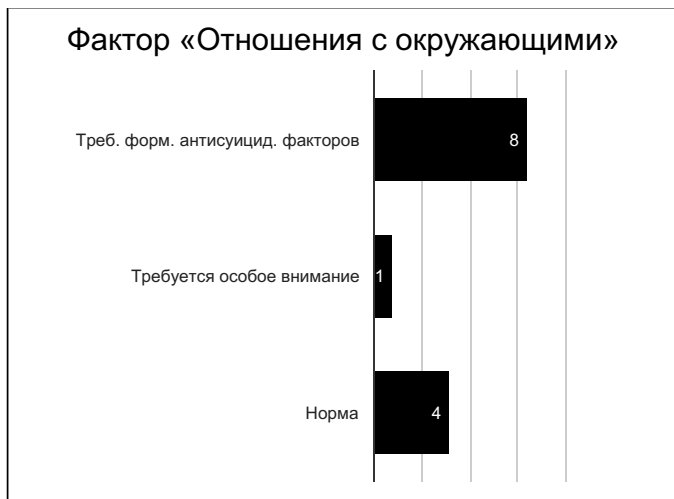 Фактор «Отношения с окружающими»
Треб. форм. антисуицид. факторов
8
Требуется особое внимание
1
Норма
4